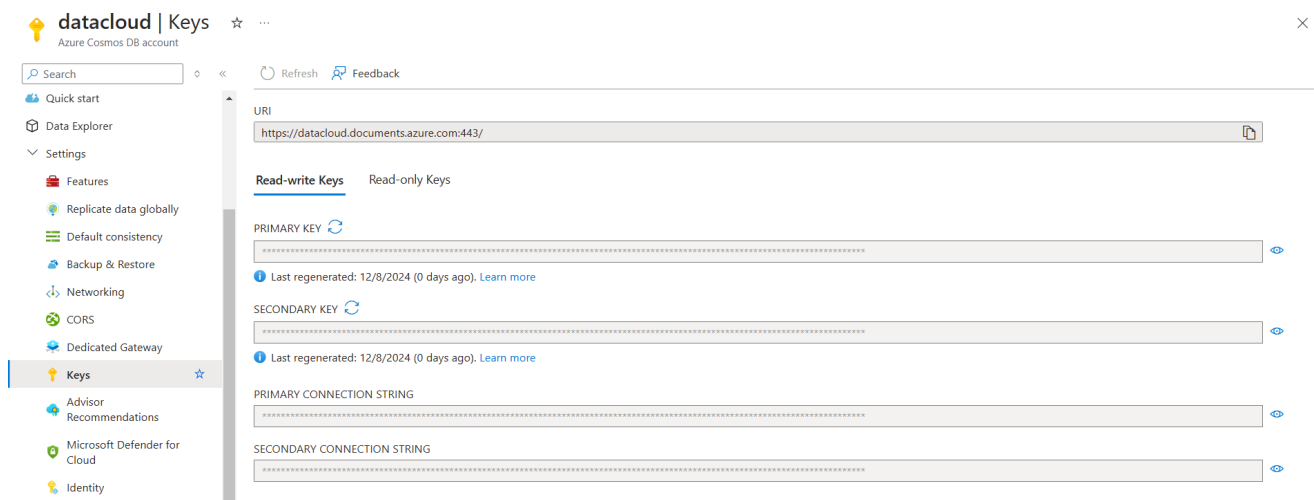 datacloud | Keys
Azure Cosmos DB account
Search
Refresh
Feedback
Quick start
Data Explorer
Settings
Features
Replicate data globally
Default consistency
Backup & Restore
Networking
CORS
Dedicated Gateway
Keys
Advisor
Recommendations
Microsoft Defender for
Cloud
Identity
URI
https://datacloud.documents.azure.com:443/
Read-write Keys
Read-only Keys
PRIMARY KEY
Last regenerated: 12/8/2024 (0 days ago). Learn more
SECONDARY KEY
Last regenerated: 12/8/2024 (0 days ago). Learn more
PRIMARY CONNECTION STRING
SECONDARY CONNECTION STRING